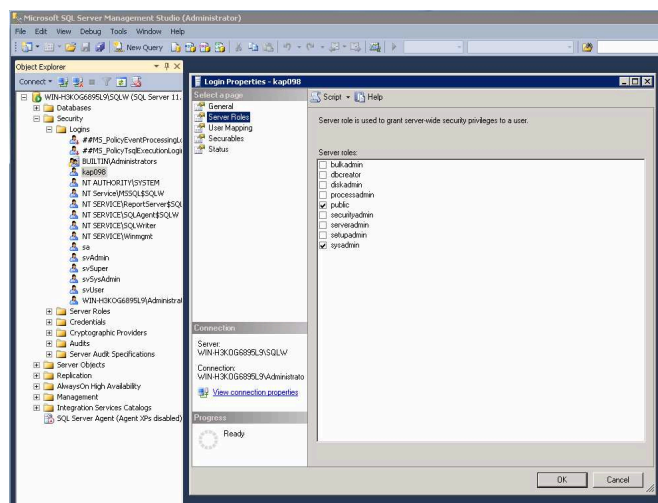 Microsoft SQL Server Management Studio (Administrator)
File Edit View Debug Tools Window Help
New Query
Object Explorer
Connect
WIN-H3KOG6895L9\SQLW (SQL Server 11.
Databases
Security
Logins
##MS_PolicyEventProcessingLo
##MS_PolicyTsqlExecutionLogin
BUILTIN\Administrators
kap098
NT AUTHORITY\SYSTEM
NT Service\MSSQL$SQLW
NT SERVICE\ReportServer$SQL
NT SERVICE\SQLAgent$SQLW
NT SERVICE\SQLWriter
NT SERVICE\Winmgmt
sa
svAdmin
svSuper
svSysAdmin
svUser
WIN-H3KOG6895L9\Administrat
Server Roles
Credentials
Cryptographic Providers
Audits
Server Audit Specifications
Server Objects
Replication
AlwaysOn High Availability
Management
Integration Services Catalogs
SQL Server Agent (Agent XPs disabled)
Login Properties - kap098
Select a page
General
Server Roles
User Mapping
Securables
Status
Connection
Server:
WIN-H3KOG6895L9\SQLW
Connection:
WIN-H3KOG6895L9\Administrato
View connection properties
Progress
Ready
Script Help
Server role is used to grant server-wide security privileges to a user.
Server roles:
bulkadmin
dbcreator
diskadmin
processadmin
public
securityadmin
serveradmin
setupadmin
sysadmin
OK Cancel